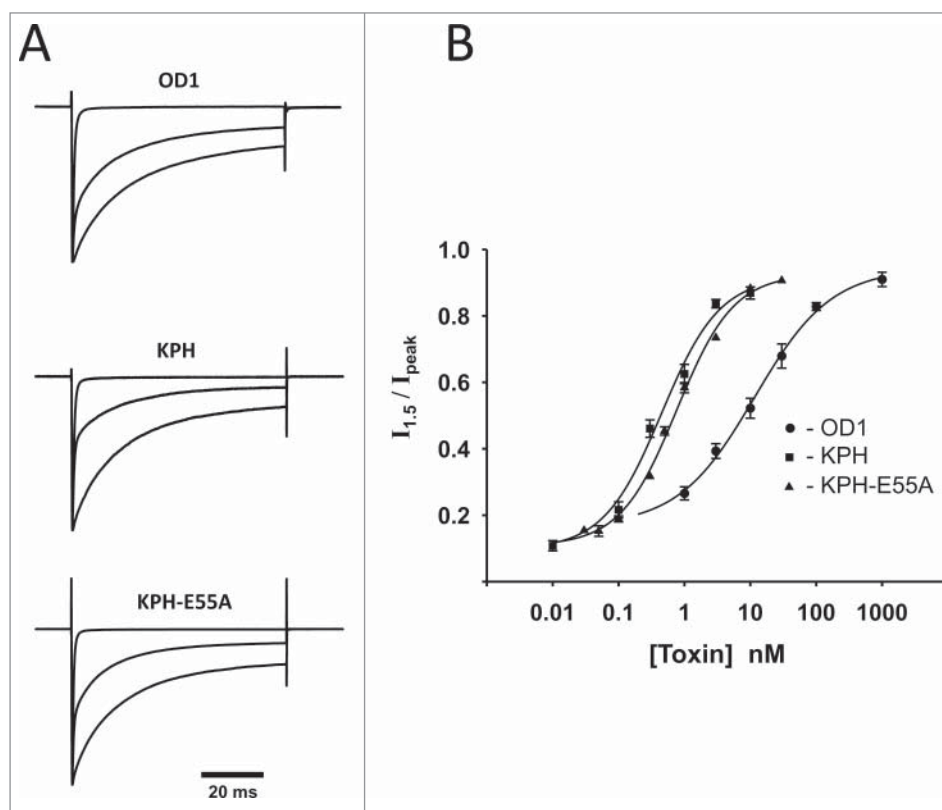 A
OD1
KPH
KPH-E55A
20 ms
B
I1.5 / Ipeak
1.0
0.8
0.6
0.4
0.2
- OD1
- KPH
- KPH-E55A
0.01 0.1 1 10 100 1000
[Toxin] nM